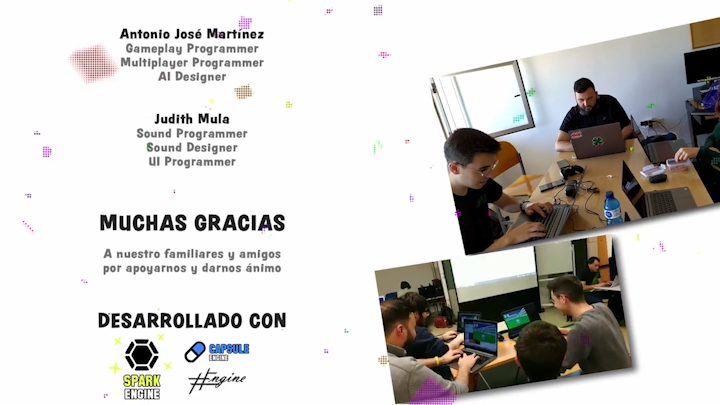 Antonio José Martínez
Gameplay Programmer
Multiplayer Programmer
AI Designer
Judith Mula
Sound Programmer
Sound Designer
UI Programmer
MUCHAS GRACIAS
A nuestro familiares y amigos
por apoyarnos y darnos ánimo
DESARROLLADO CON
SPARK
ENGINE
CAPSULE
ENGINE
#Engine